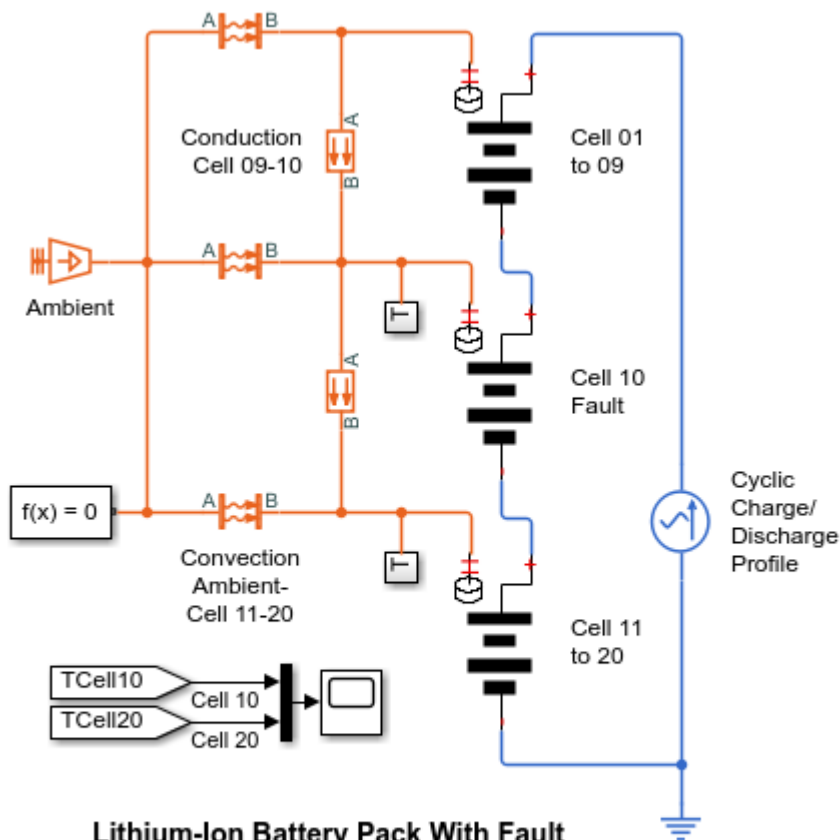 A
B
Conduction
Cell 09-10
A
B
Cell 01
to 09
A
B
Ambient
T
Cell 10
Fault
A
B
f(x) = 0
A
B
Convection
Ambient-
Cell 11-20
T
Cyclic
Charge/
Discharge
Profile
Cell 11
to 20
TCell10
Cell 10
TCell20
Cell 20
Lithium-Ion Battery Pack With Fault